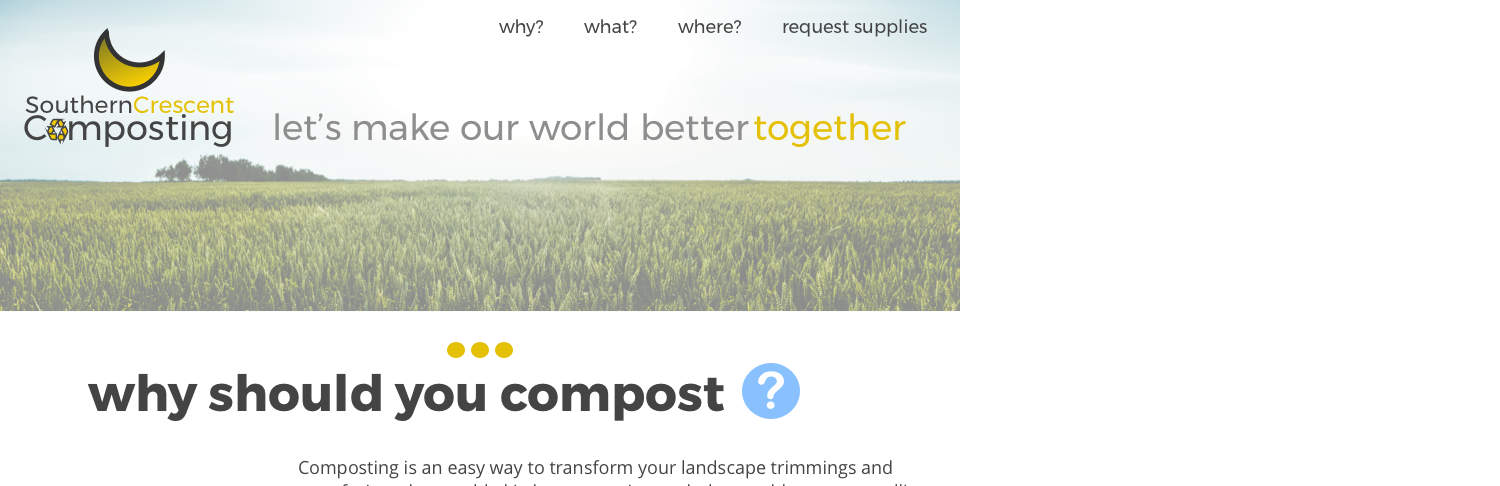 why? what? where? request supplies
SouthernCrescent
Composting
let's make our world better together
why should you compost ?
Composting is an easy way to transform your landscape trimmings and